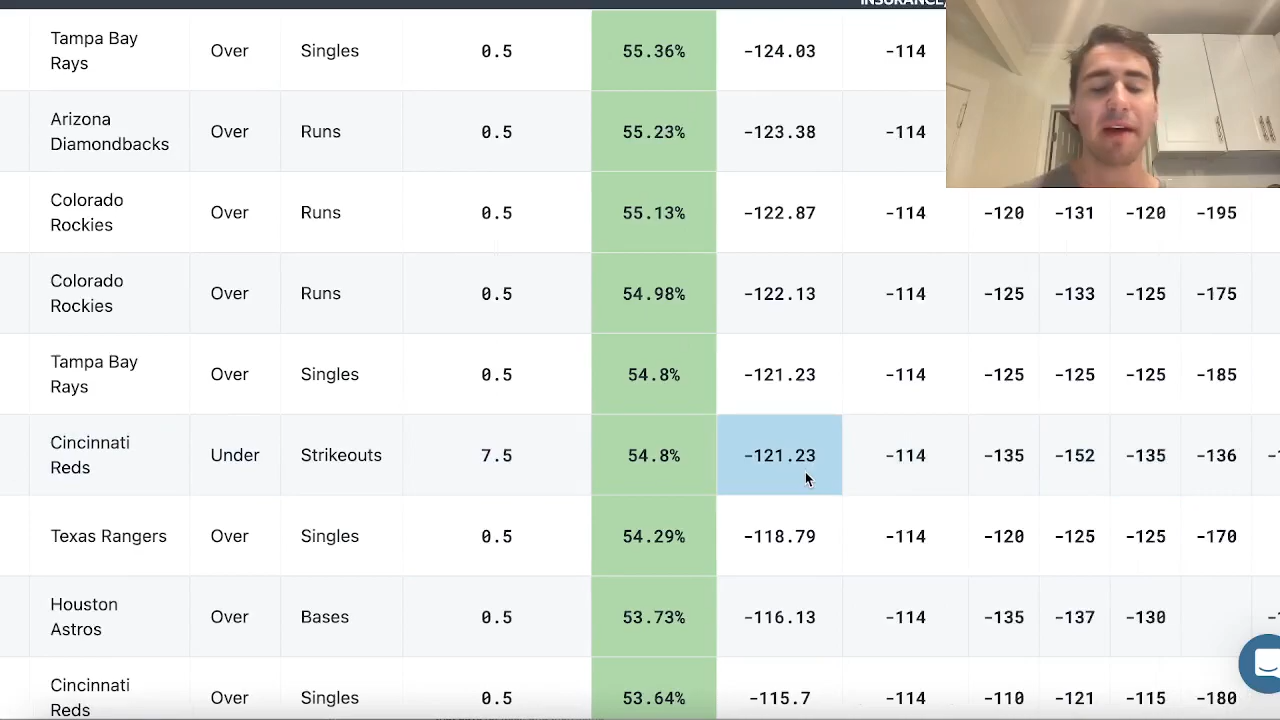 INSURANCE
Tampa Bay Rays Over Singles 0.5 55.36% -124.03 -114
Arizona Diamondbacks Over Runs 0.5 55.23% -123.38 -114
Colorado Rockies Over Runs 0.5 55.13% -122.87 -114 -120 -131 -120 -195
Colorado Rockies Over Runs 0.5 54.98% -122.13 -114 -125 -133 -125 -175
Tampa Bay Rays Over Singles 0.5 54.8% -121.23 -114 -125 -125 -125 -185
Cincinnati Reds Under Strikeouts 7.5 54.8% -121.23 -114 -135 -152 -135 -136
Texas Rangers Over Singles 0.5 54.29% -118.79 -114 -120 -125 -125 -170
Houston Astros Over Bases 0.5 53.73% -116.13 -114 -135 -137 -130
Cincinnati Reds Over Singles 0.5 53.64% -115.7 -114 -110 -121 -115 -180